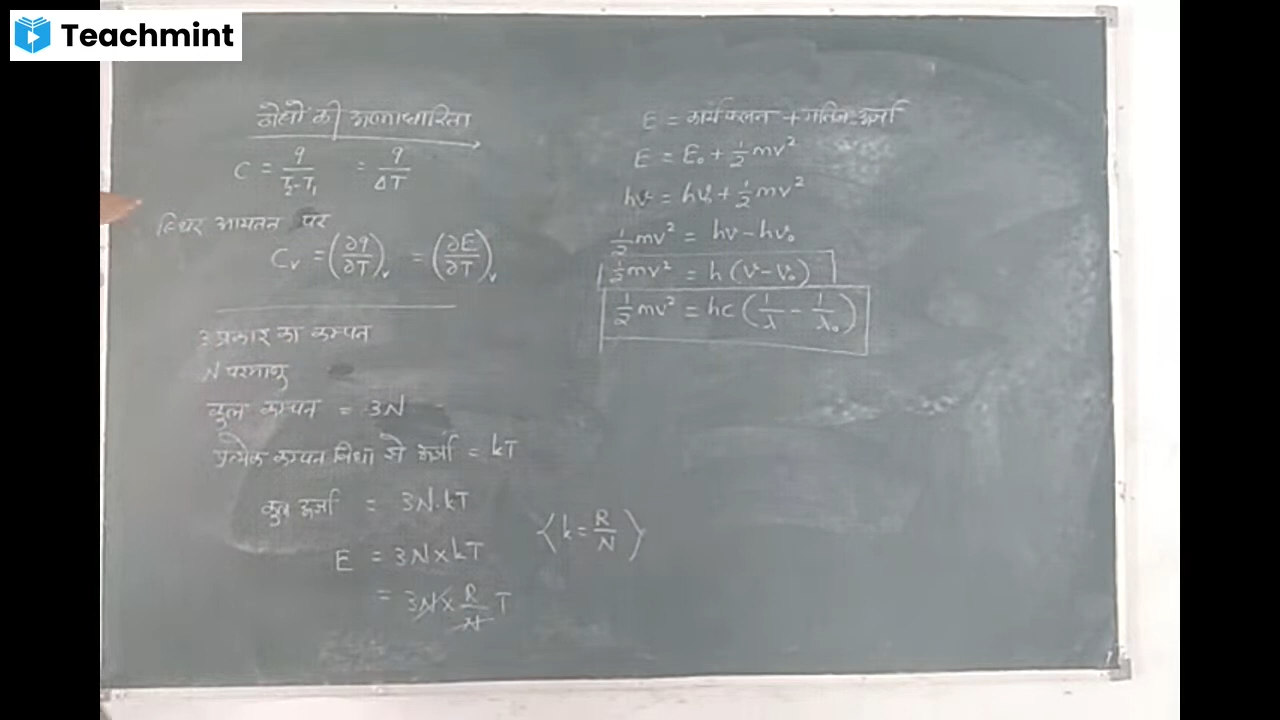 Teachmint
ठोसों की ऊष्माधारिता
C = q/(T₂-T₁) = q/ΔT
स्थिर आयतन पर
Cᵥ = (∂q/∂T)ᵥ = (∂E/∂T)ᵥ
3 प्रकार का कम्पन
N परमाणु
कुल कम्पन = 3N
प्रत्येक कम्पन विधा से ऊर्जा = kT
कुल ऊर्जा = 3N.kT
E = 3N×kT
⟨k = R/N⟩
= 3N × R/N T
E = कार्यफलन + गतिज ऊर्जा
E = E₀ + ½mv²
hν = hν₀ + ½mv²
½mv² = hν - hν₀
½mv² = h(ν - ν₀)
½mv² = hc(1/λ - 1/λ₀)